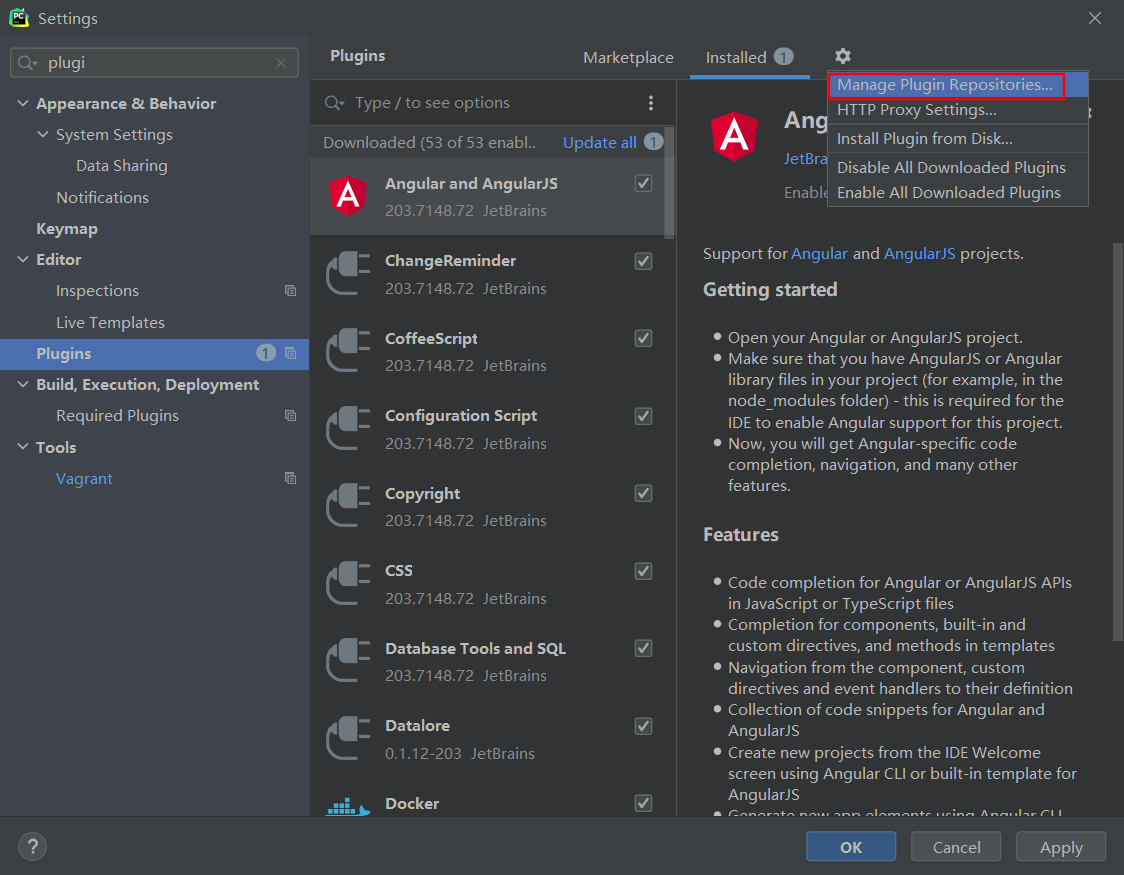 Settings
plugi
Appearance & Behavior
System Settings
Data Sharing
Notifications
Keymap
Editor
Inspections
Live Templates
Plugins 1
Build, Execution, Deployment
Required Plugins
Tools
Vagrant
Plugins
Marketplace
Installed 1
Type / to see options
Downloaded (53 of 53 enabl..
Update all 1
Angular and AngularJS
203.7148.72 JetBrains
ChangeReminder
203.7148.72 JetBrains
CoffeeScript
203.7148.72 JetBrains
Configuration Script
203.7148.72 JetBrains
Copyright
203.7148.72 JetBrains
CSS
203.7148.72 JetBrains
Database Tools and SQL
203.7148.72 JetBrains
Datalore
0.1.12-203 JetBrains
Docker
Manage Plugin Repositories...
HTTP Proxy Settings...
Install Plugin from Disk...
Disable All Downloaded Plugins
Enable All Downloaded Plugins
Ang
JetBra
Enable
Support for Angular and AngularJS projects.
Getting started
Open your Angular or AngularJS project.
Make sure that you have AngularJS or Angular
library files in your project (for example, in the
node_modules folder) - this is required for the
IDE to enable Angular support for this project.
Now, you will get Angular-specific code
completion, navigation, and many other
features.
Features
Code completion for Angular or AngularJS APIs
in JavaScript or TypeScript files
Completion for components, built-in and
custom directives, and methods in templates
Navigation from the component, custom
directives and event handlers to their definition
Collection of code snippets for Angular and
AngularJS
Create new projects from the IDE Welcome
screen using Angular CLI or built-in template for
AngularJS
Generate new app elements using Angular CLI
?
OK
Cancel
Apply